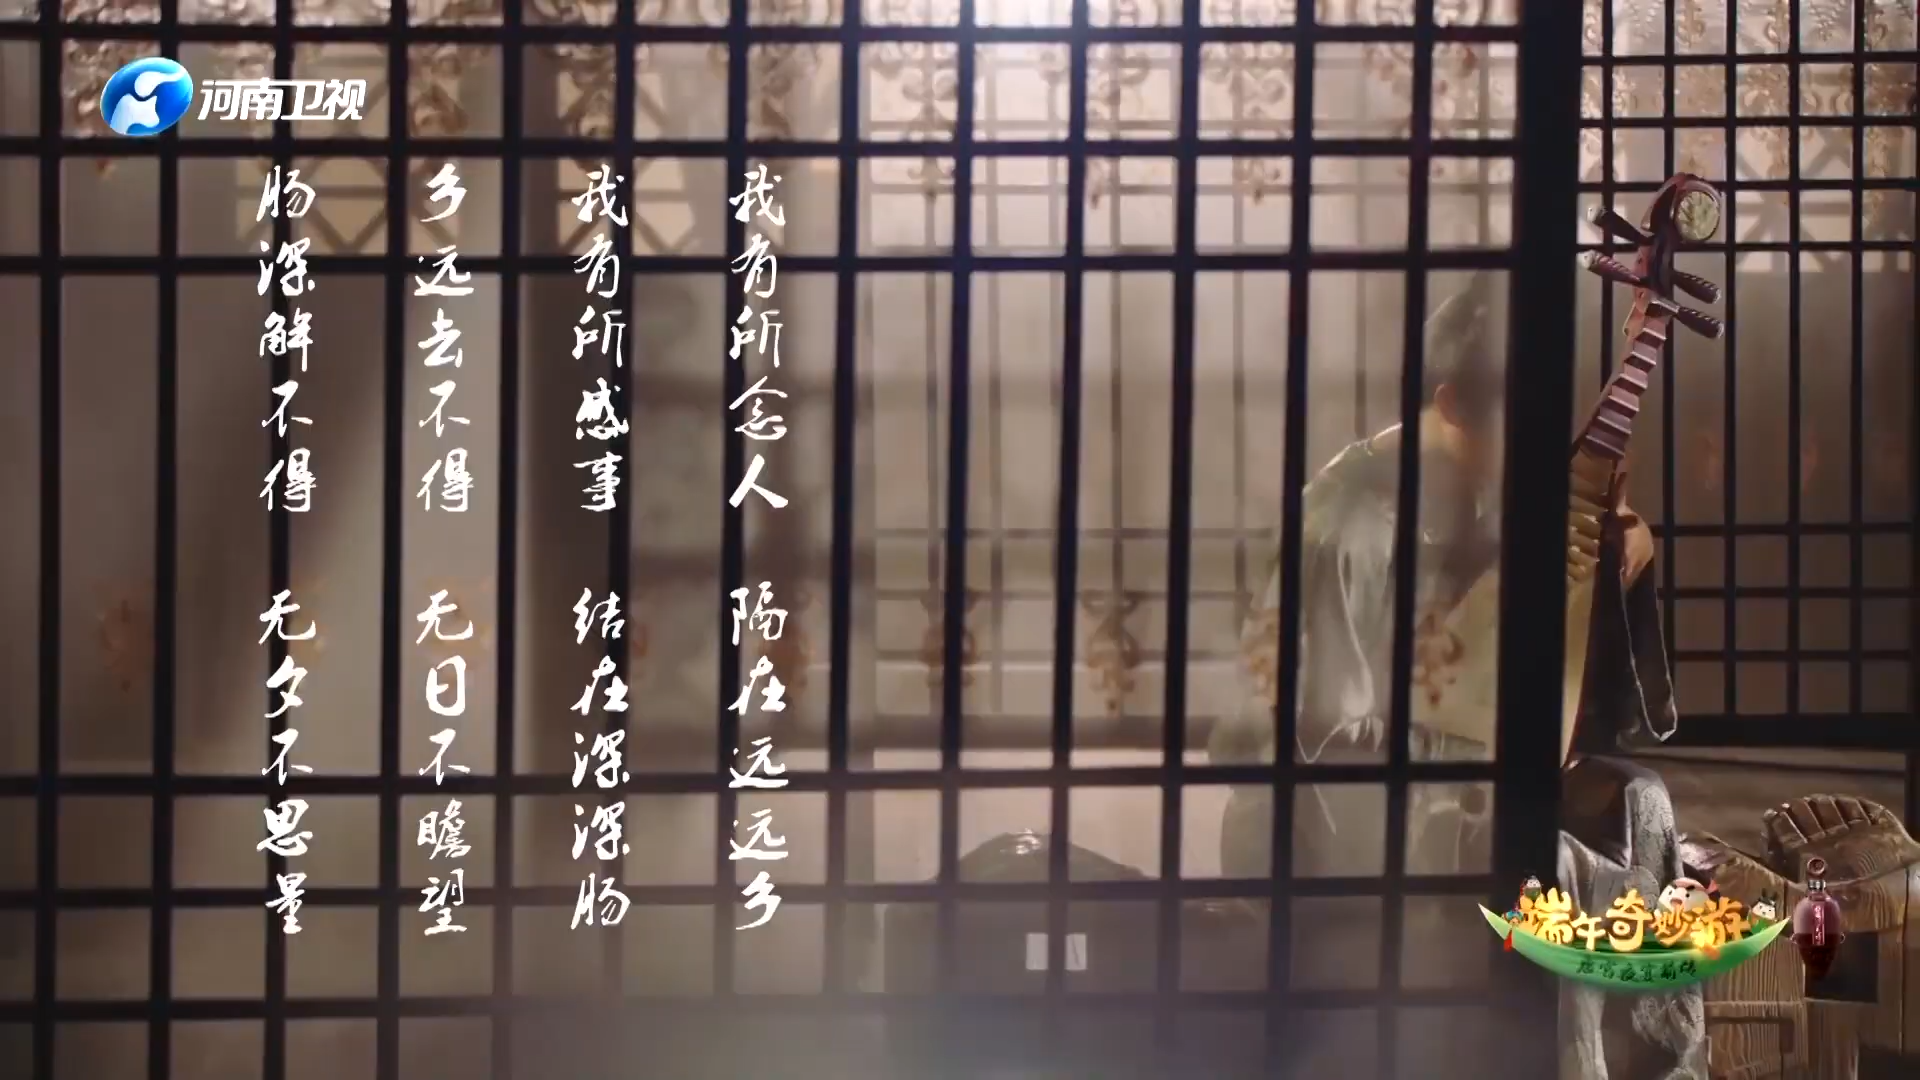 河南卫视
我有所念人 隔在远远乡
我有所感事 结在深深肠
乡远去不得 无日不瞻望
肠深解不得 无夕不思量
端午奇妙游